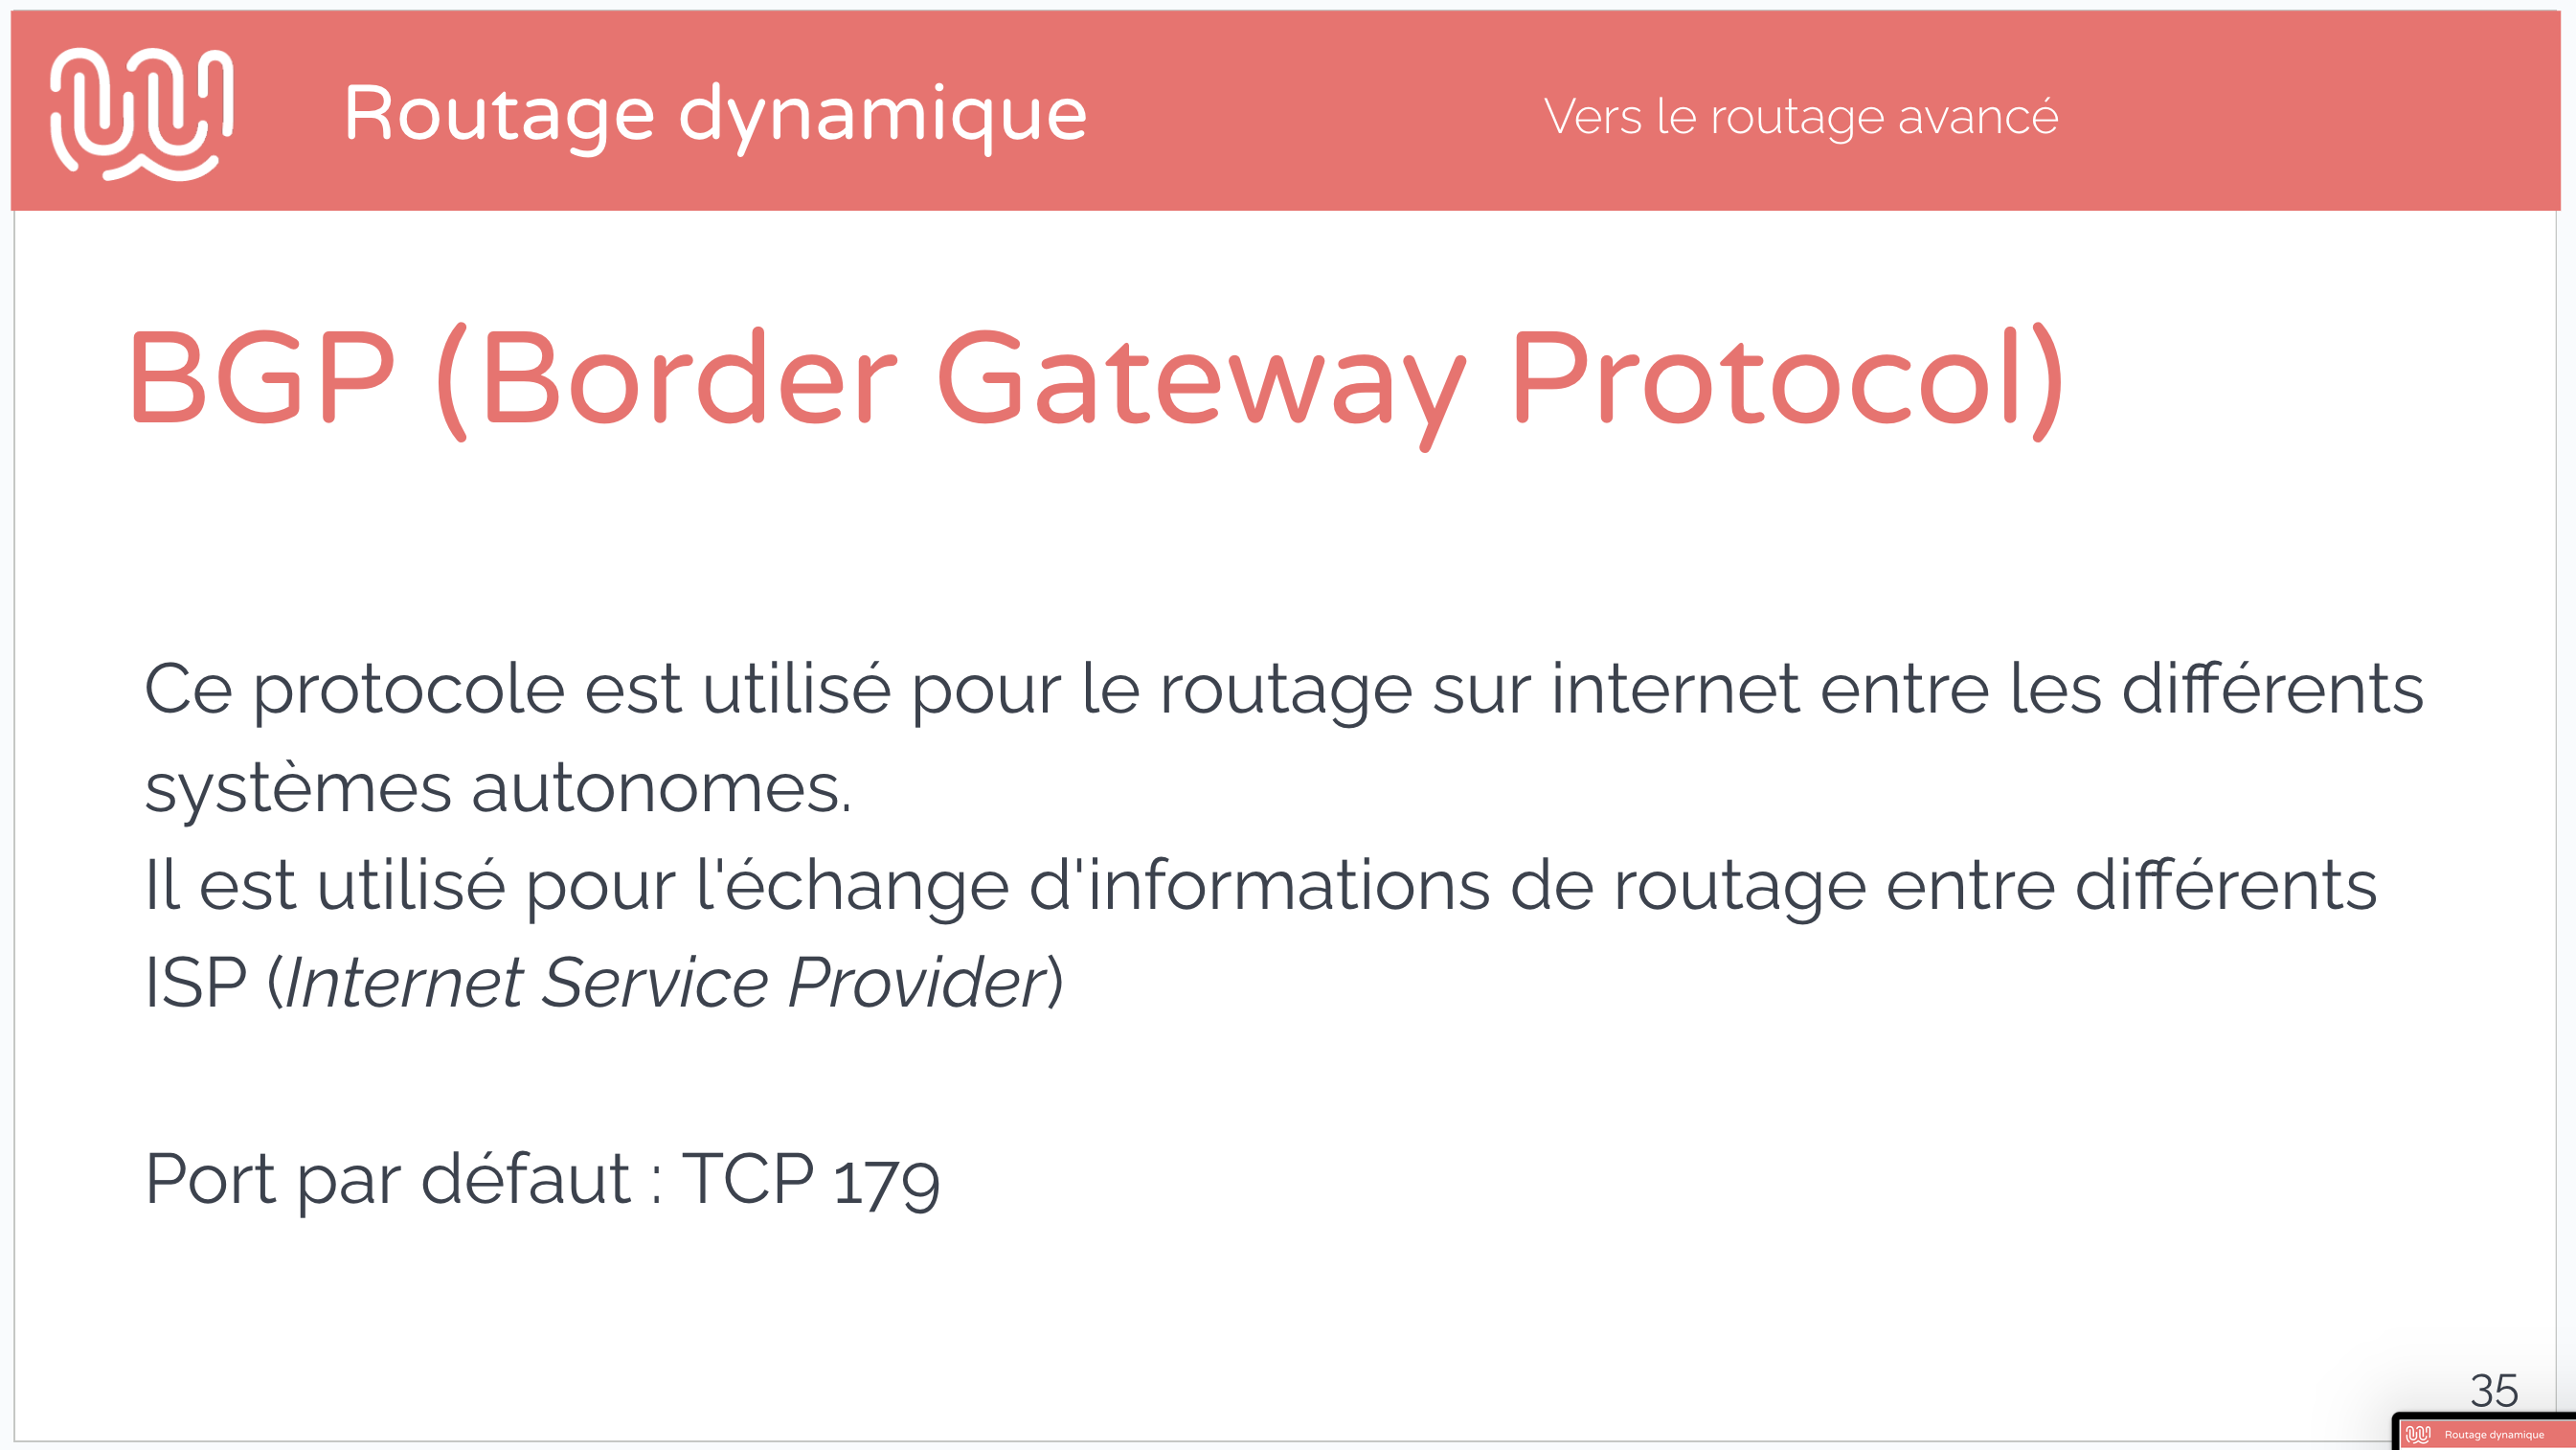 Routage dynamique
Vers le routage avancé
BGP (Border Gateway Protocol)
Ce protocole est utilisé pour le routage sur internet entre les différents
systèmes autonomes.
Il est utilisé pour l'échange d'informations de routage entre différents
ISP (Internet Service Provider)
Port par défaut : TCP 179
35
Routage dynamique